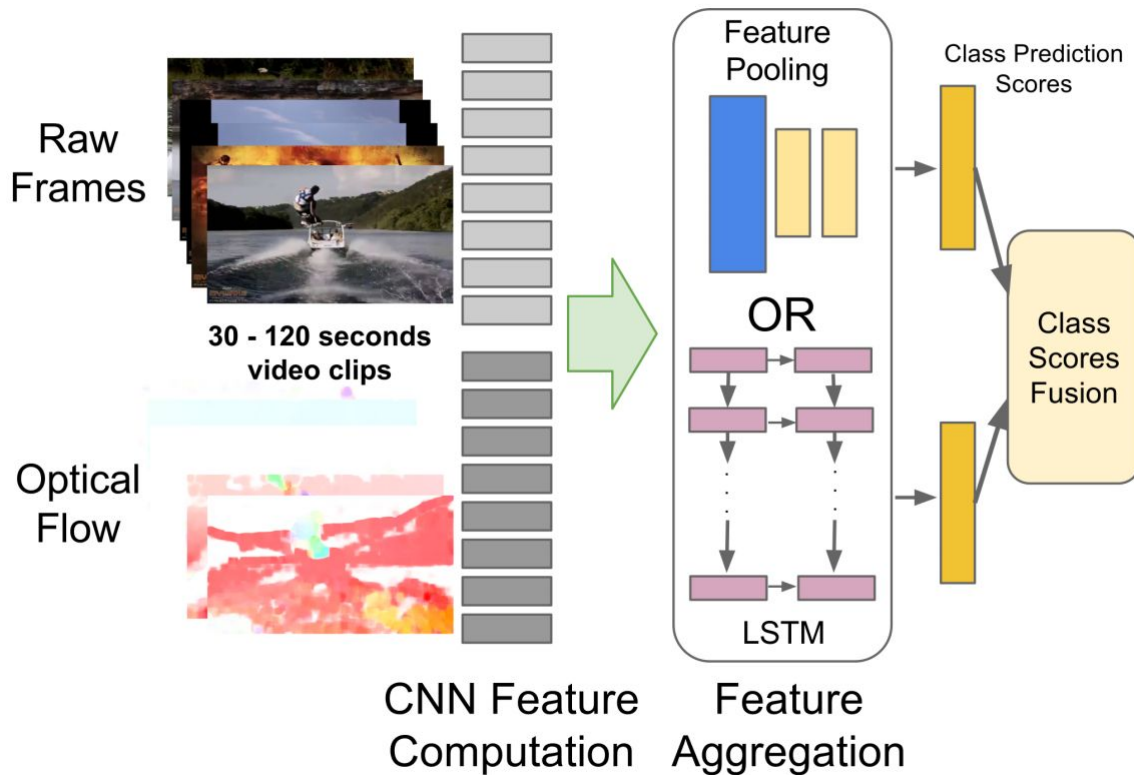 Raw
Frames
30 - 120 seconds
video clips
Optical
Flow
CNN Feature
Computation
Feature
Pooling
OR
LSTM
Feature
Aggregation
Class Prediction
Scores
Class
Scores
Fusion